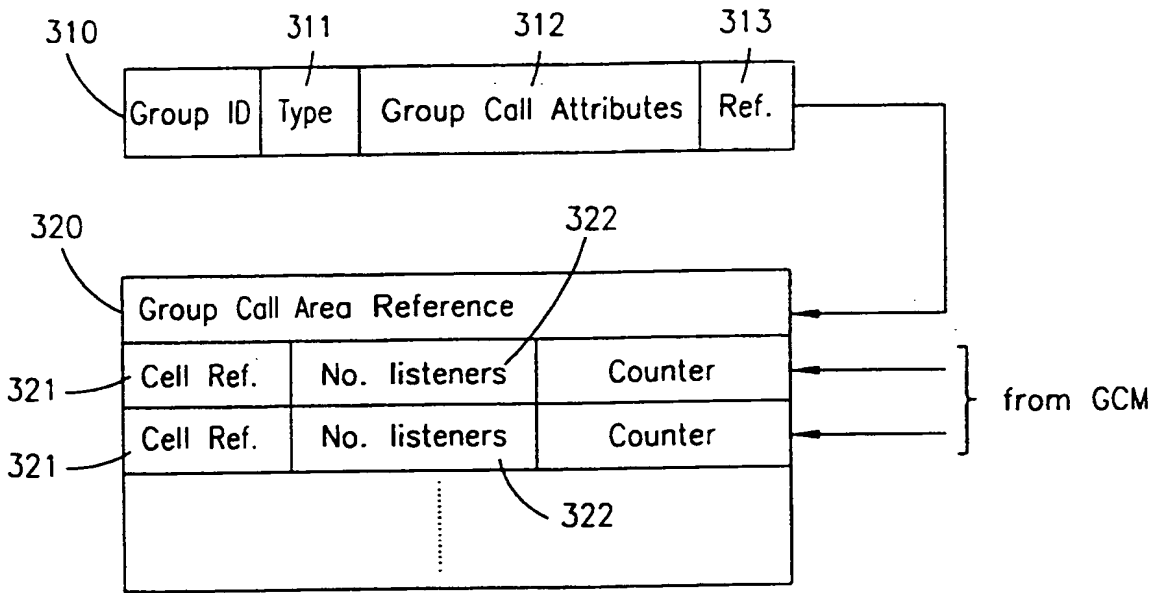 310 311 312 313
Group ID Type Group Call Attributes Ref.
320 322
Group Call Area Reference
321 Cell Ref. No. listeners Counter
321 Cell Ref. No. listeners Counter
from GCM
322